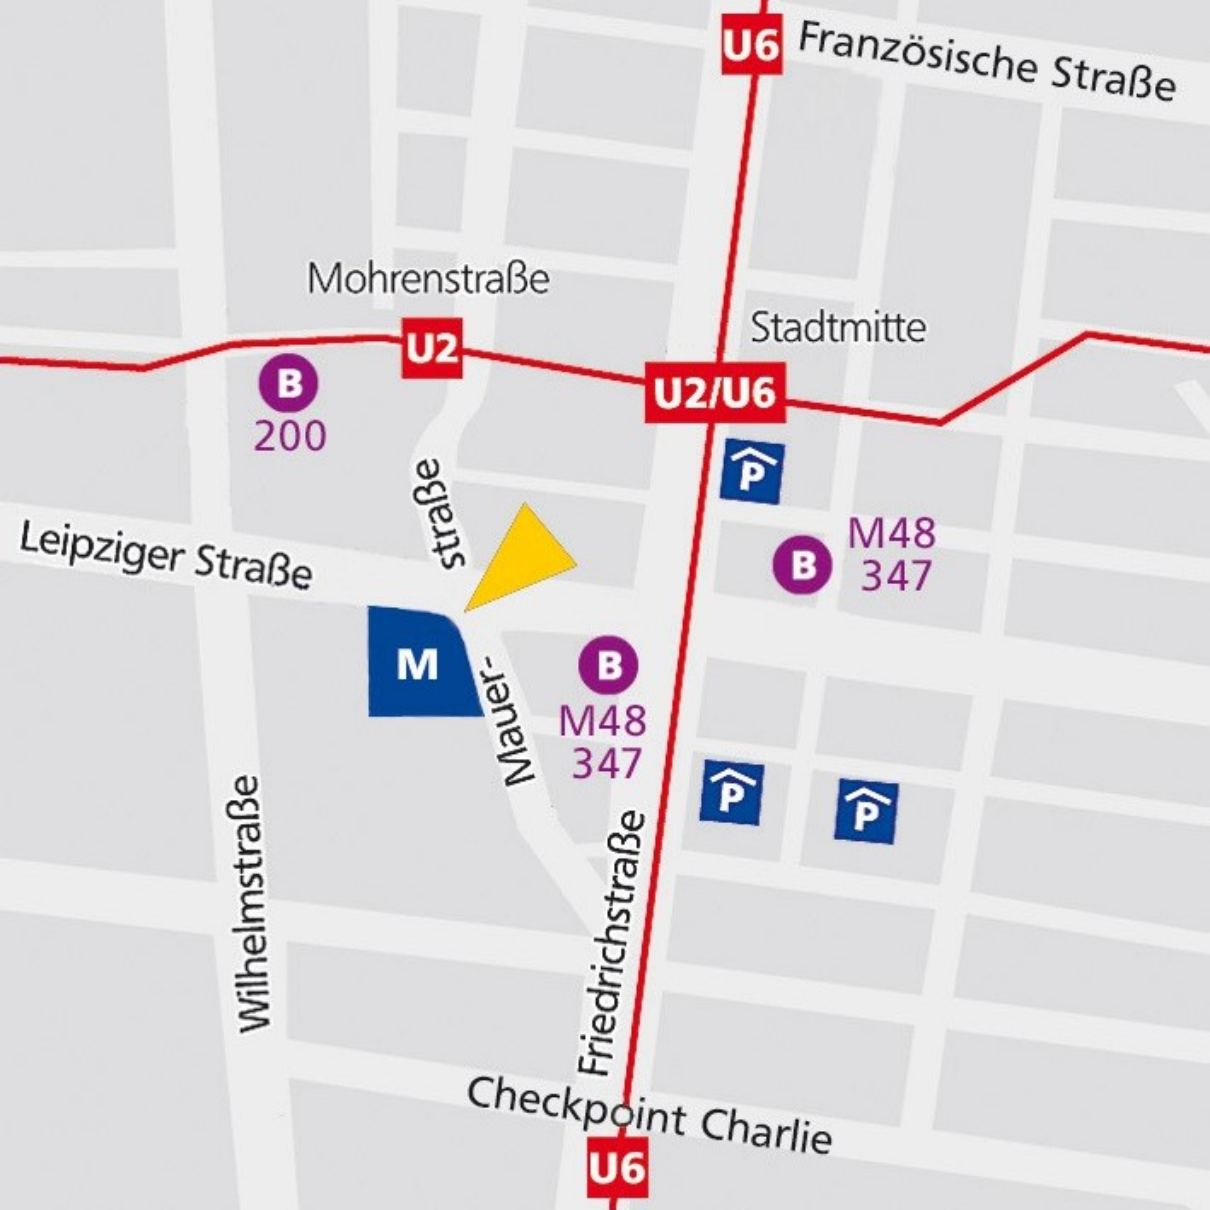 U6
Französische Straße
Mohrenstraße
Stadtmitte
U2
U2/U6
B
200
P
straße
Leipziger Straße
B
M48
347
M
Mauer-
B
M48
347
P
P
Wilhelmstraße
Friedrichstraße
Checkpoint Charlie
U6